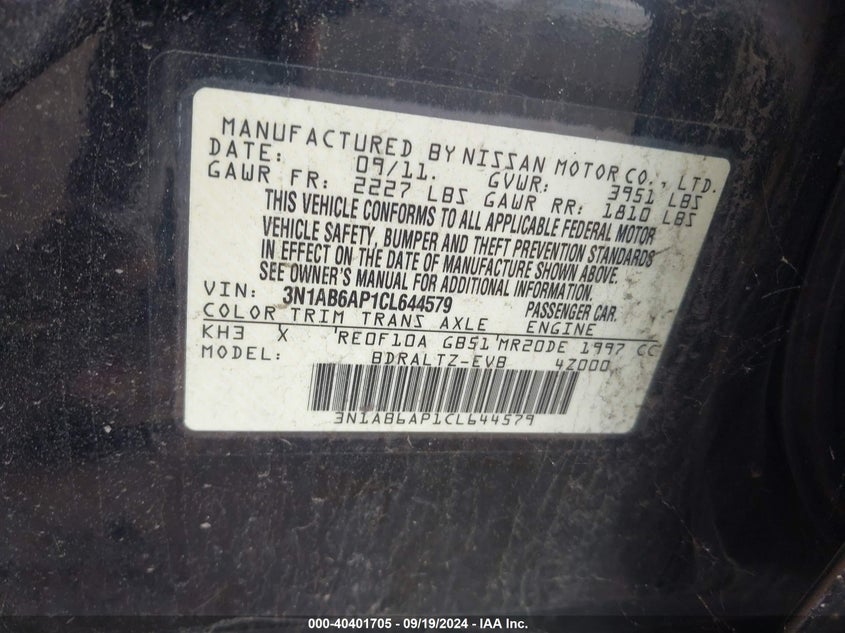 MANUFACTURED BY NISSAN MOTOR CO., LTD.
DATE: 09/11. GVWR: 3951 LBS
GAWR FR: 2227 LBS GAWR RR: 1810 LBS
THIS VEHICLE CONFORMS TO ALL APPLICABLE FEDERAL MOTOR
VEHICLE SAFETY, BUMPER AND THEFT PREVENTION STANDARDS
IN EFFECT ON THE DATE OF MANUFACTURE SHOWN ABOVE.
SEE OWNER'S MANUAL FOR ADDITIONAL INFORMATION.
VIN: 3N1AB6AP1CL644579 PASSENGER CAR.
COLOR TRIM TRANS AXLE ENGINE
KH3 X RE0F10A GB51 MR20DE 1997 CC
MODEL: BDRALTZ-EVB 4Z000
3N1AB6AP1CL644579
000-40401705 - 09/19/2024 - IAA Inc.